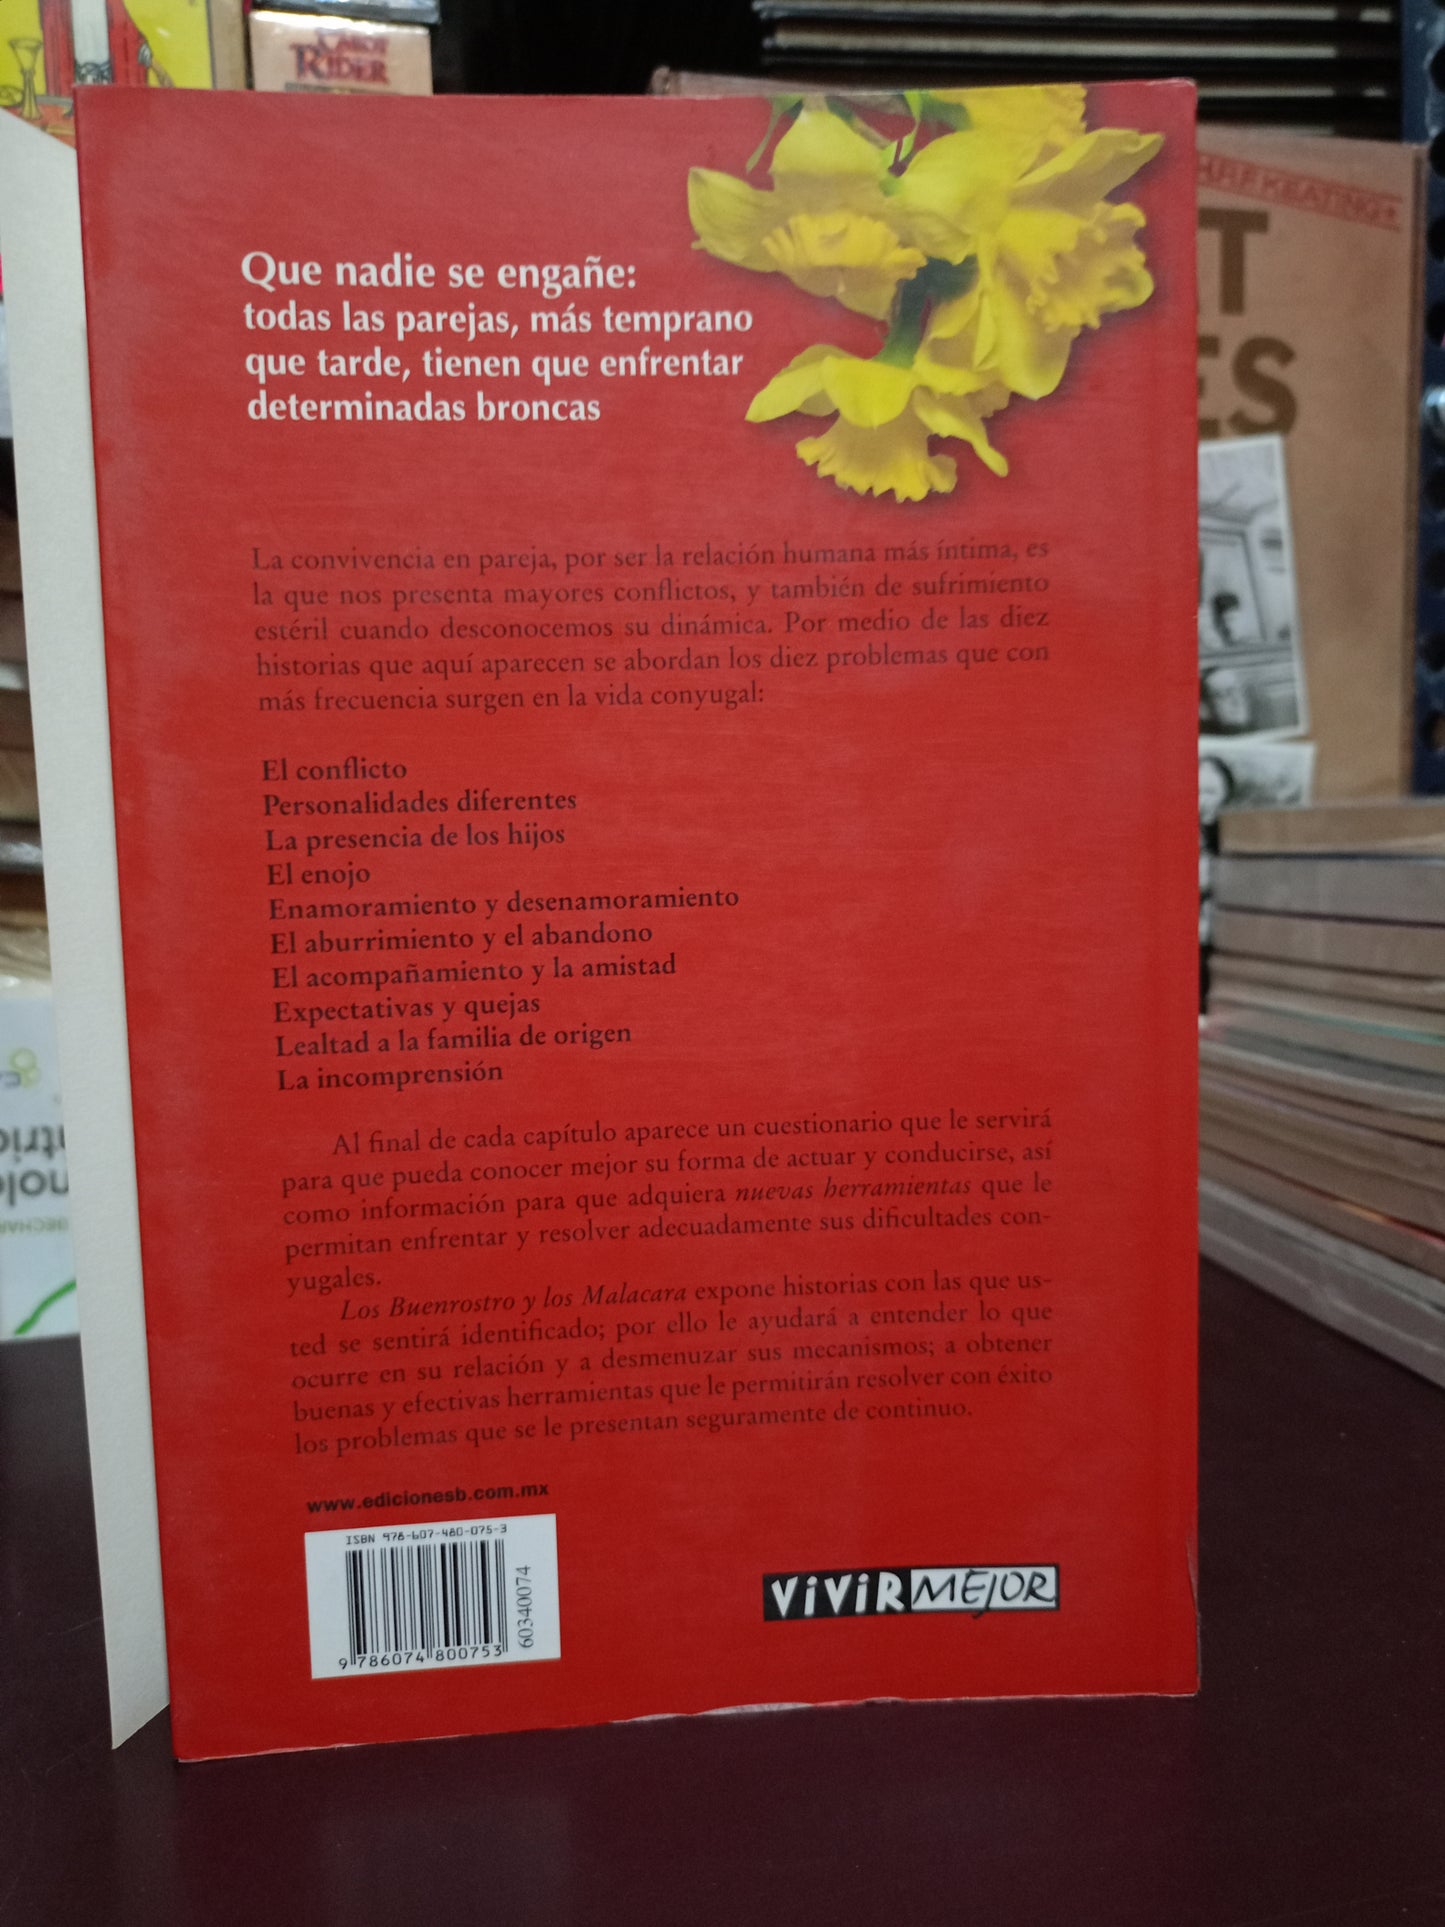 TAROT
RIDER
Que nadie se engañe:
todas las parejas, más temprano
que tarde, tienen que enfrentar
determinadas broncas
La convivencia en pareja, por ser la relación humana más íntima, es
la que nos presenta mayores conflictos, y también de sufrimiento
estéril cuando desconocemos su dinámica. Por medio de las diez
historias que aquí aparecen se abordan los diez problemas que con
más frecuencia surgen en la vida conyugal:
El conflicto
Personalidades diferentes
La presencia de los hijos
El enojo
Enamoramiento y desenamoramiento
El aburrimiento y el abandono
El acompañamiento y la amistad
Expectativas y quejas
Lealtad a la familia de origen
La incomprensión
Al final de cada capítulo aparece un cuestionario que le servirá
para que pueda conocer mejor su forma de actuar y conducirse, así
como información para que adquiera nuevas herramientas que le
permitan enfrentar y resolver adecuadamente sus dificultades con-
yugales.
Los Buenrostro y los Malacara expone historias con las que us-
ted se sentirá identificado; por ello le ayudará a entender lo que
ocurre en su relación y a desmenuzar sus mecanismos; a obtener
buenas y efectivas herramientas que le permitirán resolver con éxito
los problemas que se le presentan seguramente de continuo.
www.edicionesb.com.mx
ISBN 978-607-480-075-3
9 786074 800753
60340074
ViViR MEJOR
KEATING